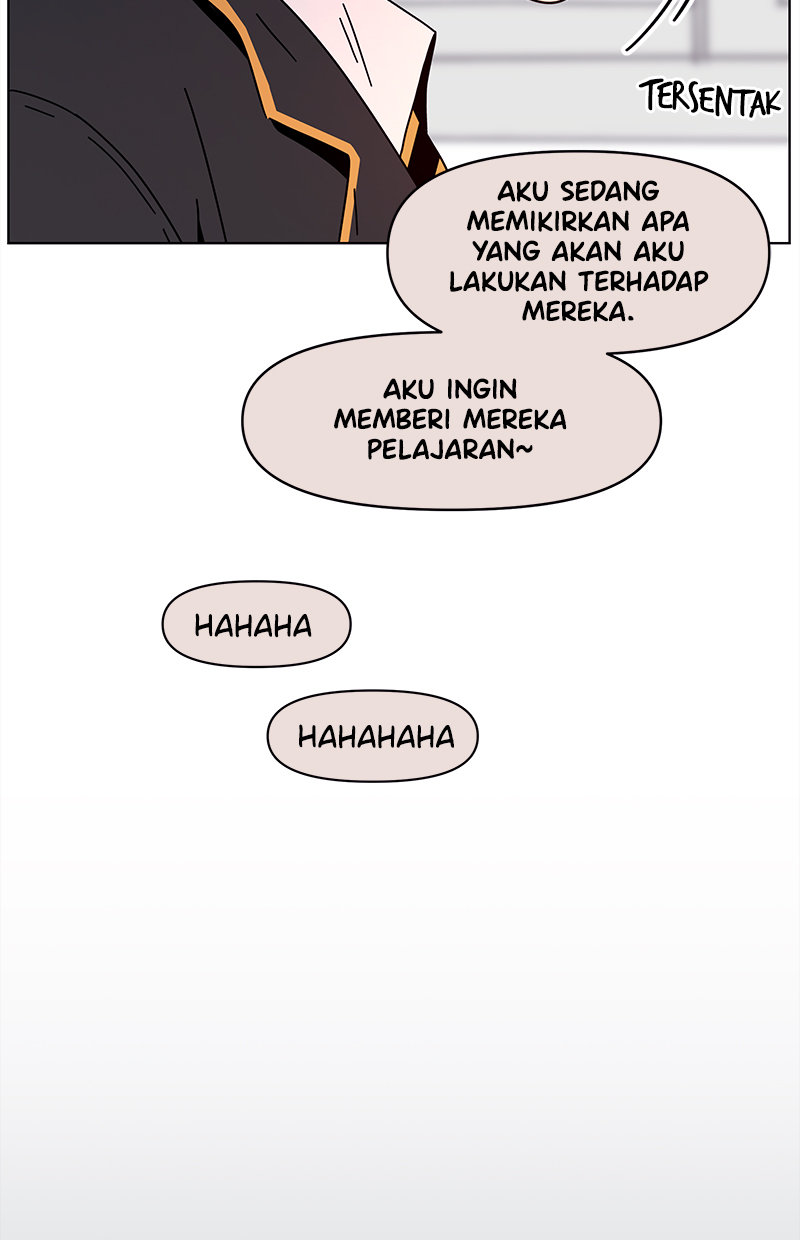 TERSENTAK
AKU SEDANG
MEMIKIRKAN APA
YANG AKAN AKU
LAKUKAN TERHADAP
MEREKA.
AKU INGIN
MEMBERI MEREKA
PELAJARAN~
HAHAHA
HAHAHAHA